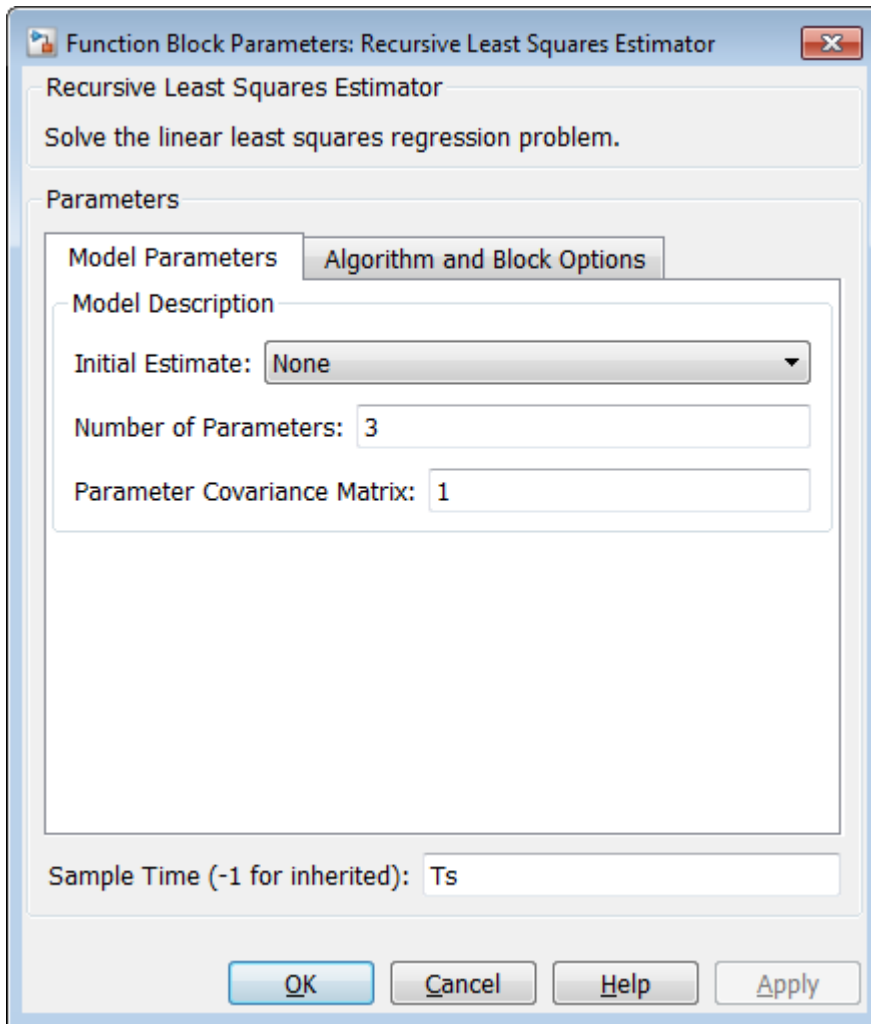 Function Block Parameters: Recursive Least Squares Estimator
Recursive Least Squares Estimator
Solve the linear least squares regression problem.
Parameters
Model Parameters
Algorithm and Block Options
Model Description
Initial Estimate: None
Number of Parameters: 3
Parameter Covariance Matrix: 1
Sample Time (-1 for inherited): Ts
OK Cancel Help Apply